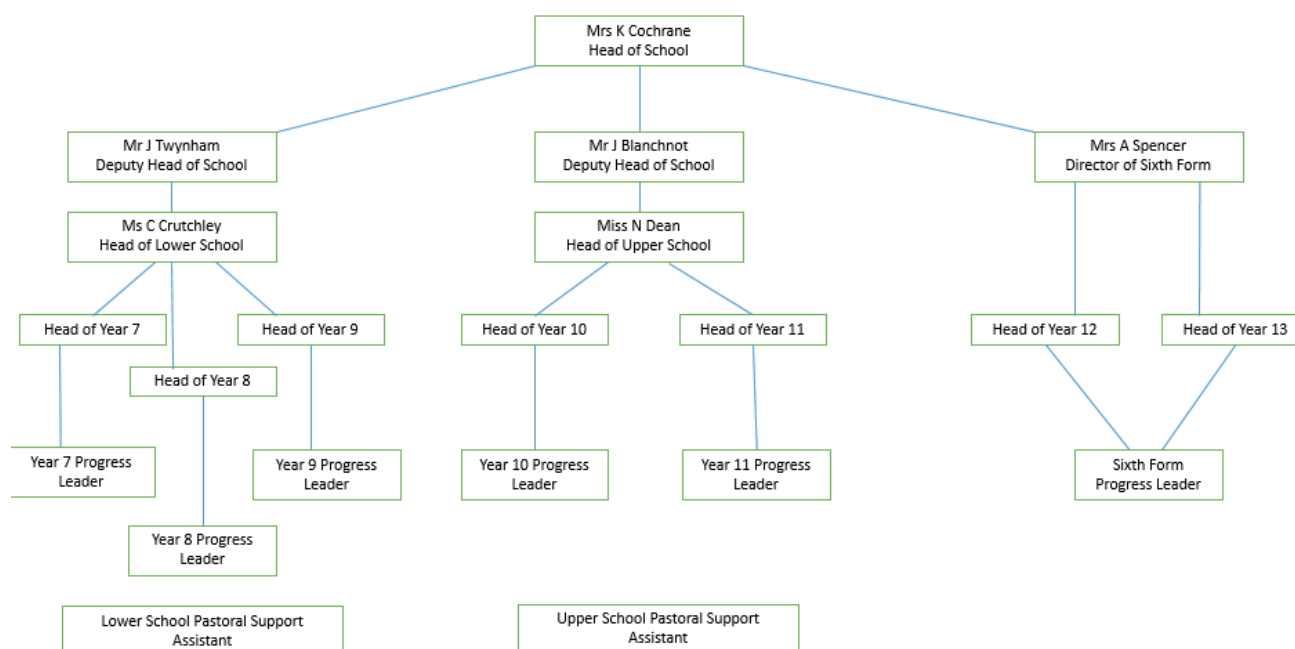 Mrs K Cochrane
Head of School
Mr J Twynham
Deputy Head of School
Mr J Blanchnot
Deputy Head of School
Mrs A Spencer
Director of Sixth Form
Ms C Crutchley
Head of Lower School
Miss N Dean
Head of Upper School
Head of Year 7
Head of Year 9
Head of Year 10
Head of Year 11
Head of Year 12
Head of Year 13
Head of Year 8
Year 7 Progress
Leader
Year 9 Progress
Leader
Year 10 Progress
Leader
Year 11 Progress
Leader
Sixth Form
Progress Leader
Year 8 Progress
Leader
Lower School Pastoral Support
Assistant
Upper School Pastoral Support
Assistant